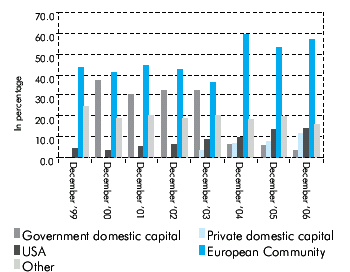 70.0
60.0
50.0
40.0
30.0
20.0
10.0
0.0
In percentage
December '99
December '00
December '01
December '02
December '03
December '04
December '05
December '06
Government domestic capital
Private domestic capital
USA
European Community
Other